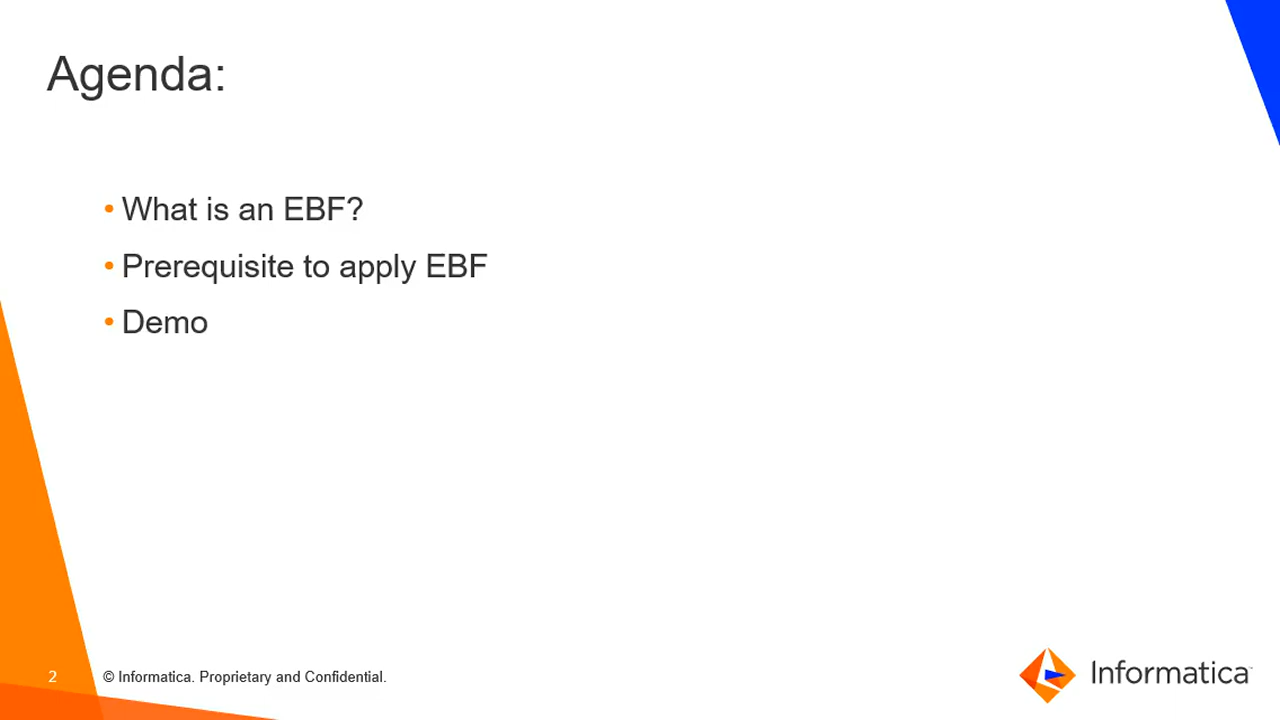 Agenda:
• What is an EBF?
• Prerequisite to apply EBF
• Demo
2
© Informatica. Proprietary and Confidential.
Informatica